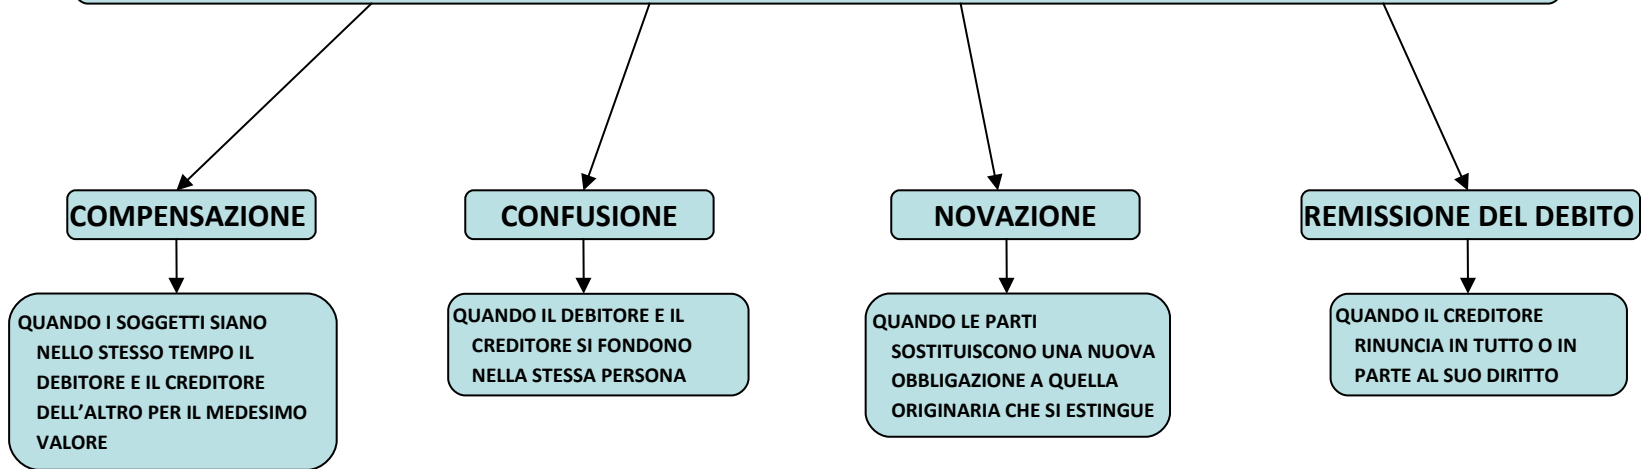 COMPENSAZIONE
CONFUSIONE
NOVAZIONE
REMISSIONE DEL DEBITO
QUANDO I SOGGETTI SIANO
NELLO STESSO TEMPO IL
DEBITORE E IL CREDITORE
DELL’ALTRO PER IL MEDESIMO
VALORE
QUANDO IL DEBITORE E IL
CREDITORE SI FONDONO
NELLA STESSA PERSONA
QUANDO LE PARTI
SOSTITUISCONO UNA NUOVA
OBBLIGAZIONE A QUELLA
ORIGINARIA CHE SI ESTINGUE
QUANDO IL CREDITORE
RINUNCIA IN TUTTO O IN
PARTE AL SUO DIRITTO